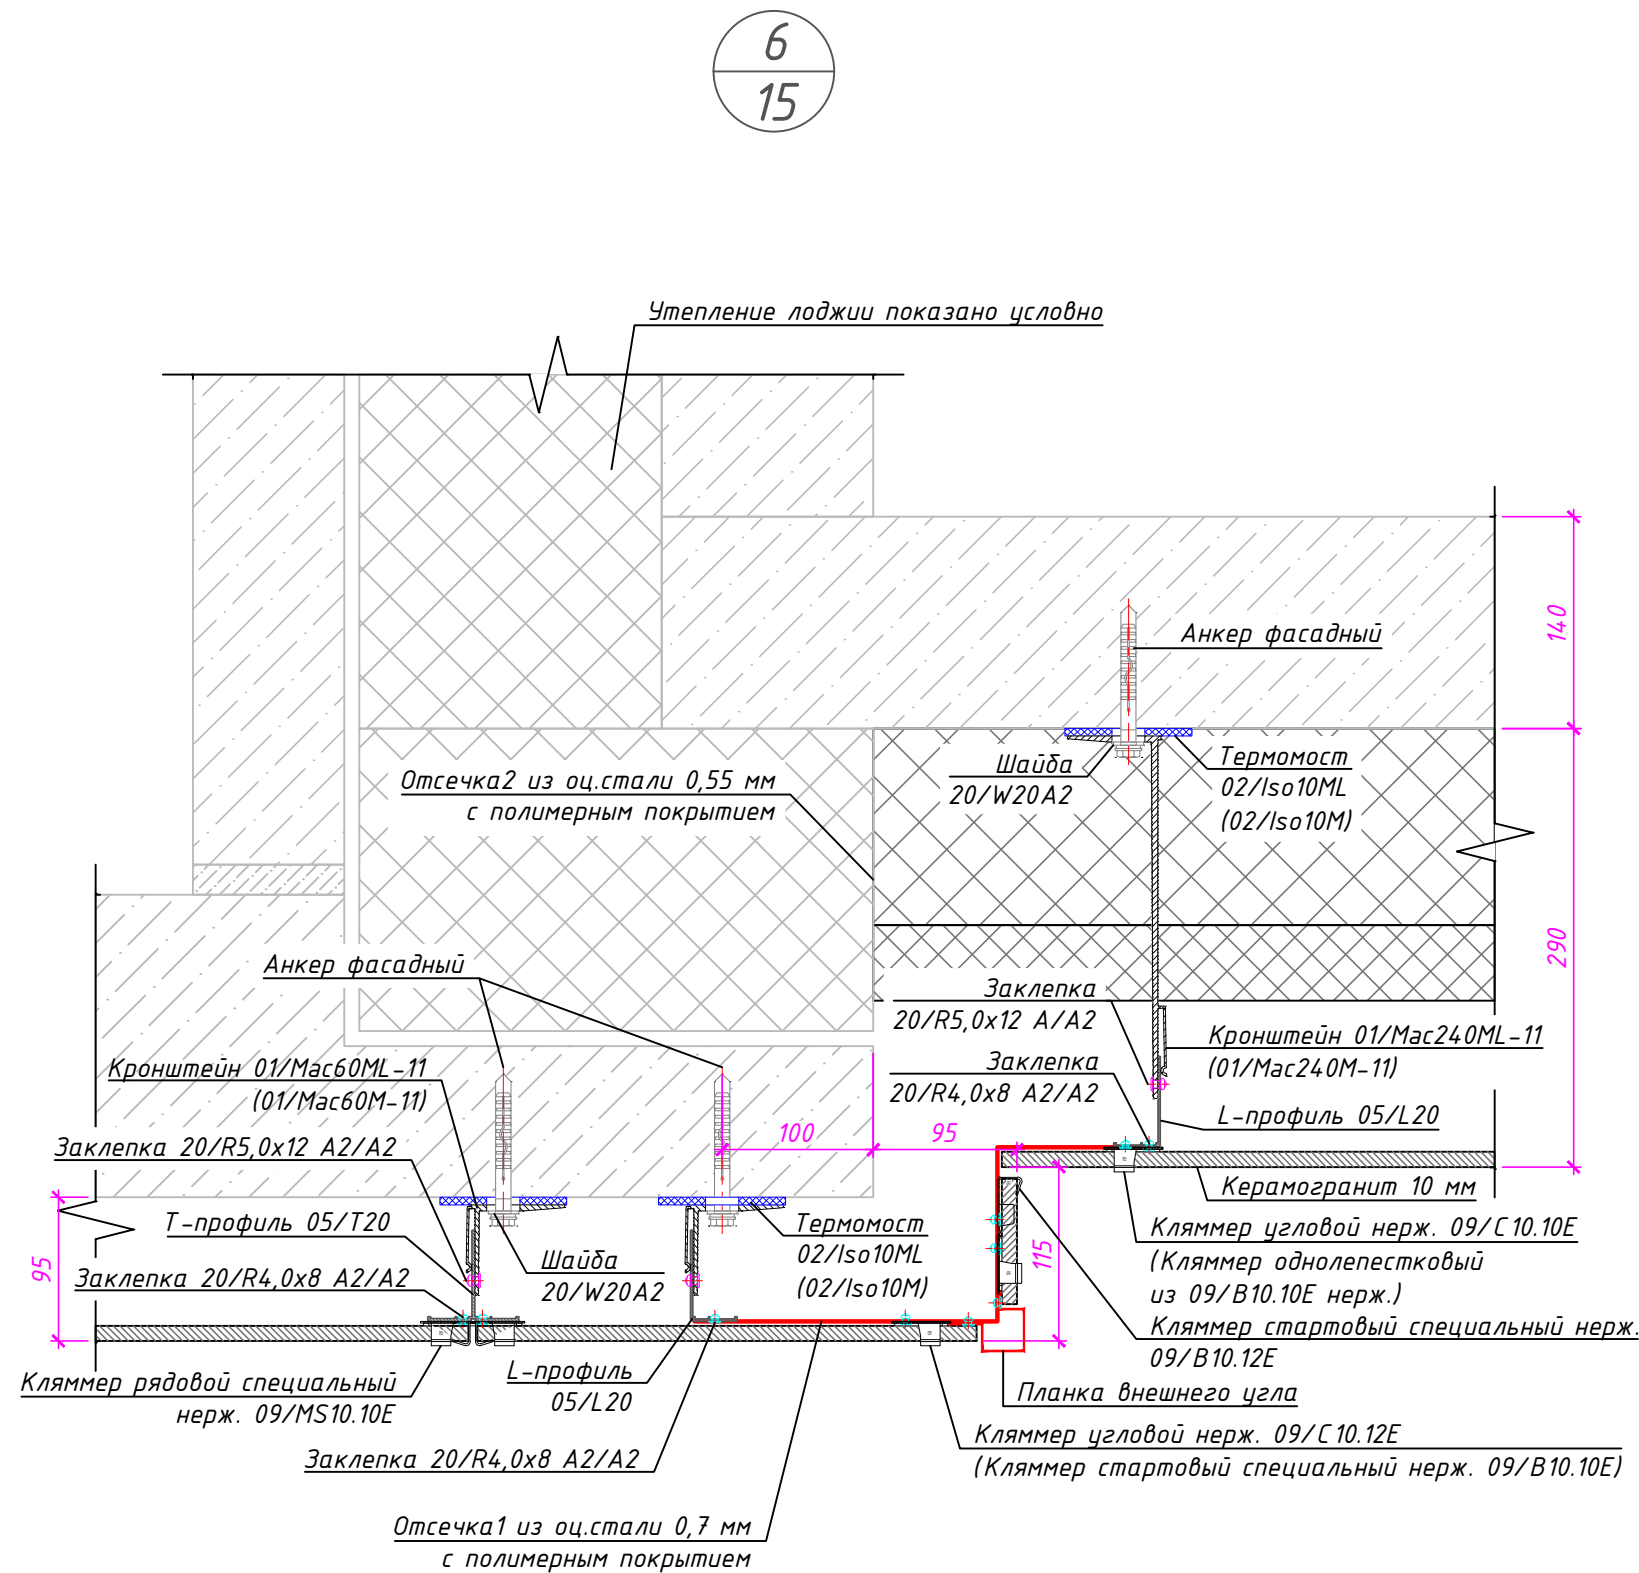 6
15
Утепление лоджии показано условно
140
Анкер фасадный
Шайба
20/W20A2
Термомост
02/Iso10ML
(02/Iso10M)
Отсечка2 из оц.стали 0,55 мм
с полимерным покрытием
290
Анкер фасадный
Заклепка
20/R5,0x12 A/A2
Кронштейн 01/Mac240ML-11
(01/Mac240M-11)
Заклепка
20/R4,0x8 A2/A2
L-профиль 05/L20
Кронштейн 01/Mac60ML-11
(01/Mac60M-11)
Заклепка 20/R5,0x12 A2/A2
100
95
Керамогранит 10 мм
Т-профиль 05/T20
Заклепка 20/R4,0x8 A2/A2
95
Шайба
20/W20A2
Термомост
02/Iso10ML
(02/Iso10M)
115
Кляммер угловой нерж. 09/C10.10E
(Кляммер однолепестковый
из 09/B10.10E нерж.)
Кляммер стартовый специальный нерж.
09/B10.12E
Кляммер рядовой специальный
нерж. 09/MS10.10E
L-профиль
05/L20
Планка внешнего угла
Заклепка 20/R4,0x8 A2/A2
Кляммер угловой нерж. 09/C10.12E
(Кляммер стартовый специальный нерж. 09/B10.10E)
Отсечка1 из оц.стали 0,7 мм
с полимерным покрытием